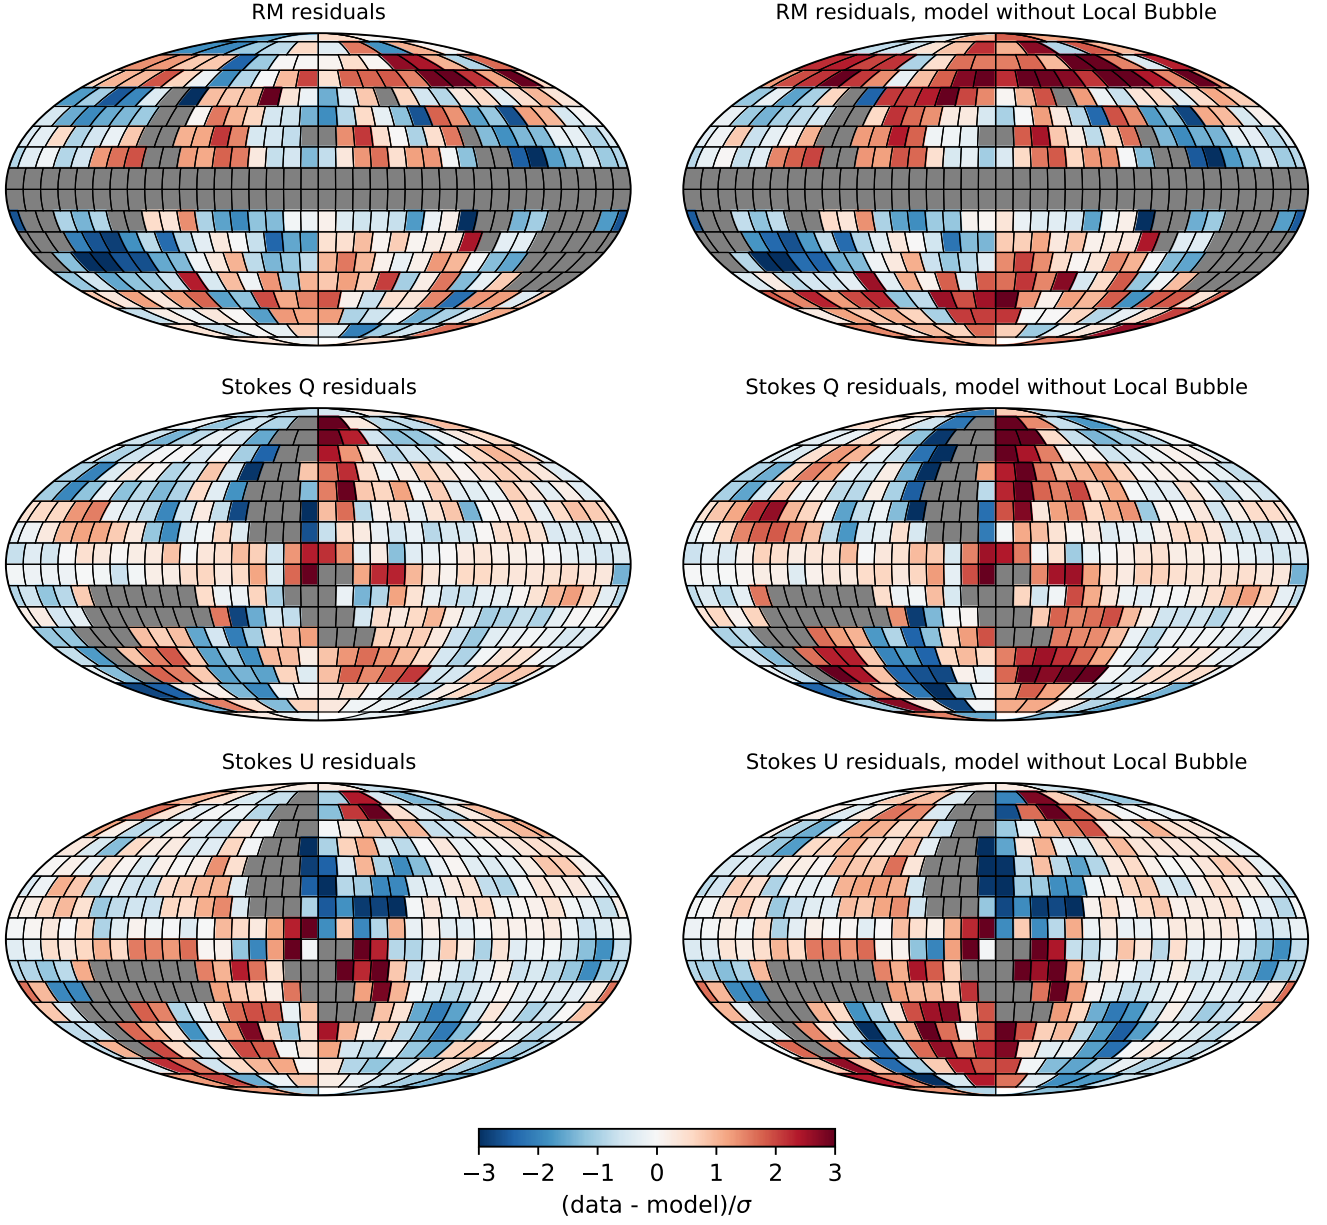 RM residuals
RM residuals, model without Local Bubble
Stokes Q residuals
Stokes Q residuals, model without Local Bubble
Stokes U residuals
Stokes U residuals, model without Local Bubble
−3 −2 −1 0 1 2 3
(data - model)/σ